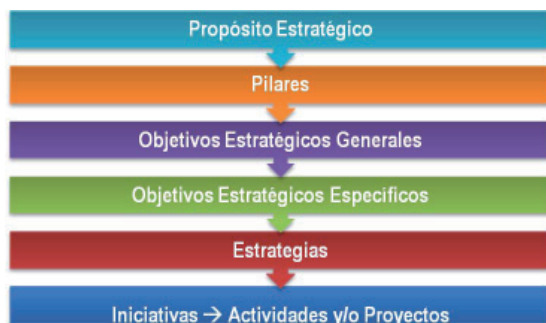 Propósito Estratégico
Pilares
Objetivos Estratégicos Generales
Objetivos Estratégicos Específicos
Estrategias
Iniciativas → Actividades y/o Proyectos